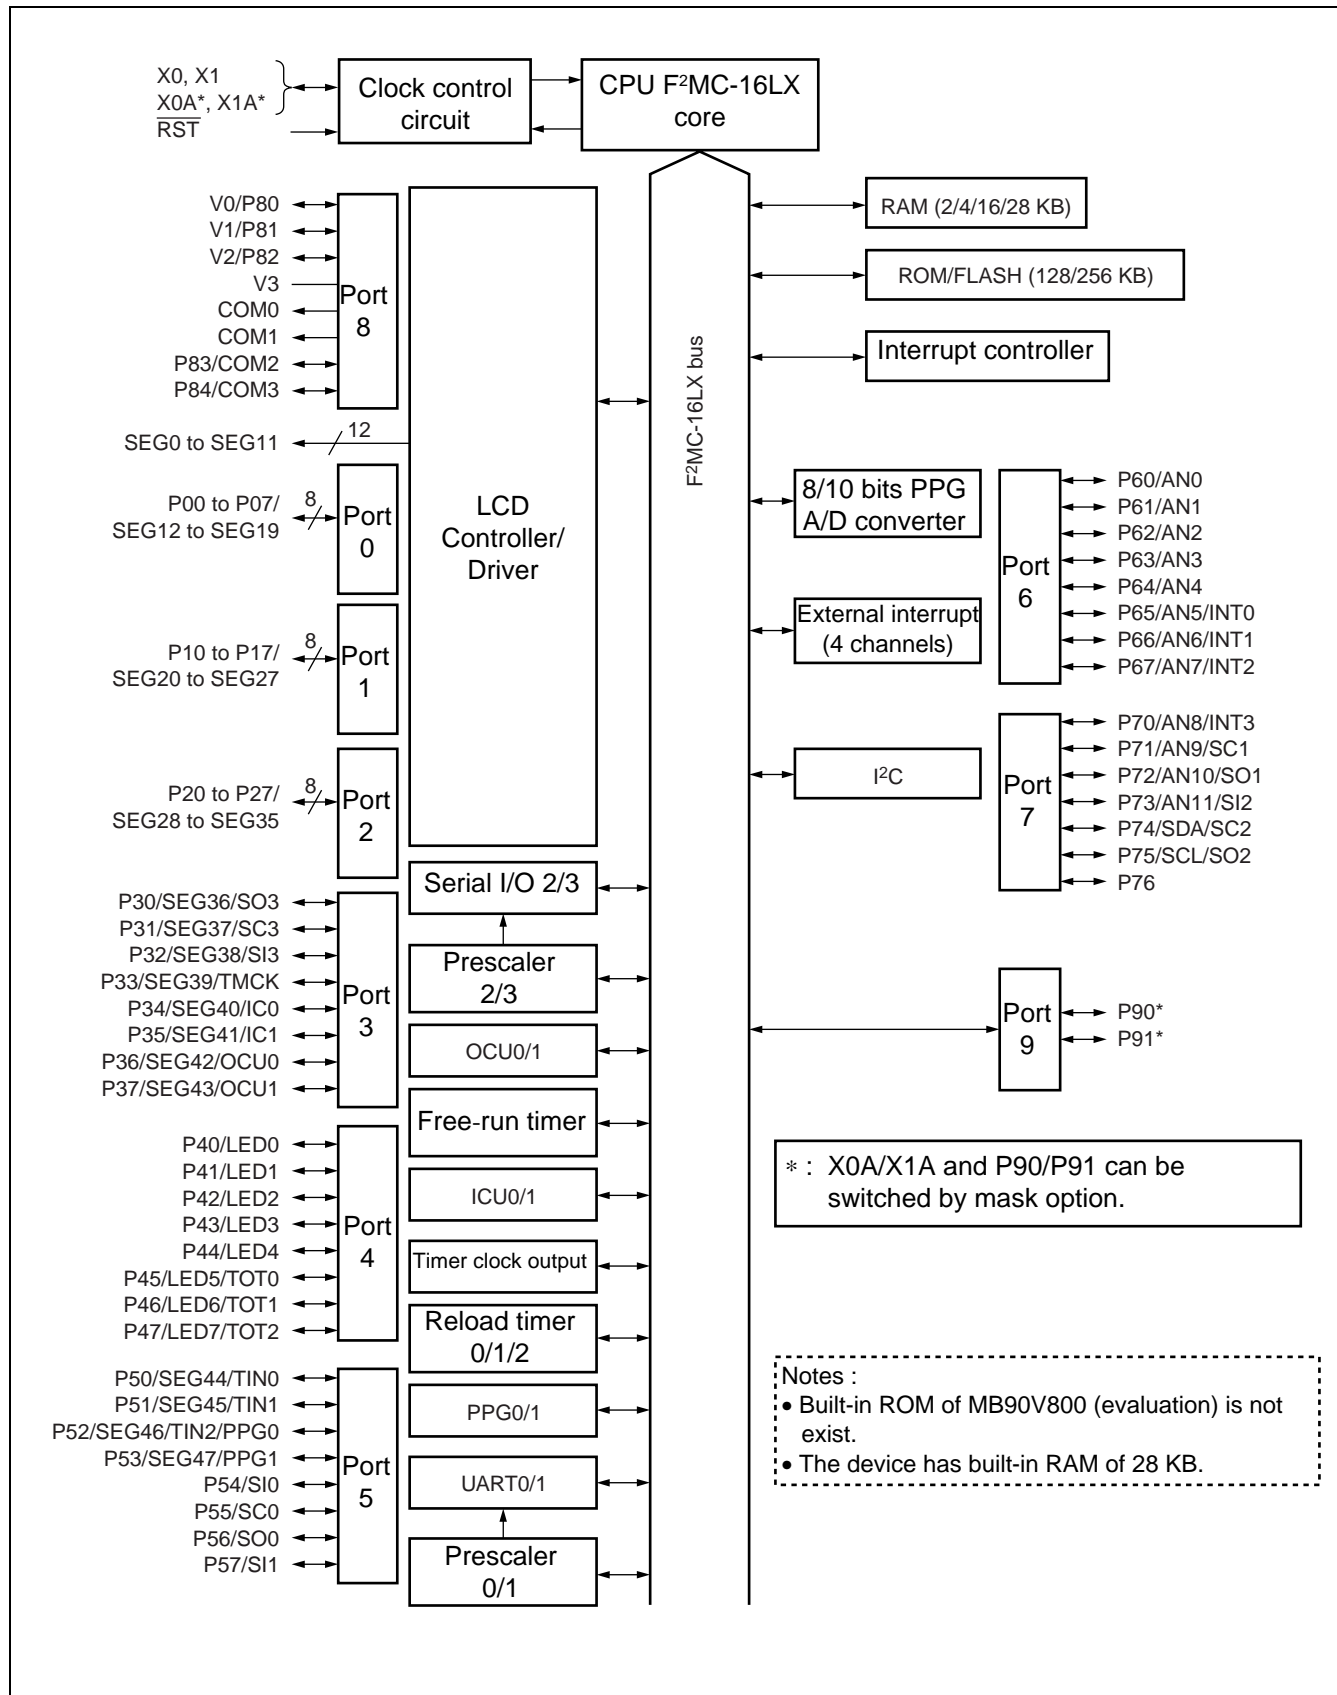 X0, X1
X0A*, X1A*
RST
Clock control
circuit
CPU F²MC-16LX
core
V0/P80
V1/P81
V2/P82
V3
COM0
COM1
P83/COM2
P84/COM3
Port
8
SEG0 to SEG11
12
P00 to P07/
SEG12 to SEG19
8
Port
0
P10 to P17/
SEG20 to SEG27
8
Port
1
P20 to P27/
SEG28 to SEG35
8
Port
2
LCD
Controller/
Driver
P30/SEG36/SO3
P31/SEG37/SC3
P32/SEG38/SI3
P33/SEG39/TMCK
P34/SEG40/IC0
P35/SEG41/IC1
P36/SEG42/OCU0
P37/SEG43/OCU1
Port
3
P40/LED0
P41/LED1
P42/LED2
P43/LED3
P44/LED4
P45/LED5/TOT0
P46/LED6/TOT1
P47/LED7/TOT2
Port
4
P50/SEG44/TIN0
P51/SEG45/TIN1
P52/SEG46/TIN2/PPG0
P53/SEG47/PPG1
P54/SI0
P55/SC0
P56/SO0
P57/SI1
Port
5
Serial I/O 2/3
Prescaler
2/3
OCU0/1
Free-run timer
ICU0/1
Timer clock output
Reload timer
0/1/2
PPG0/1
UART0/1
Prescaler
0/1
F²MC-16LX bus
RAM (2/4/16/28 KB)
ROM/FLASH (128/256 KB)
Interrupt controller
8/10 bits PPG
A/D converter
External interrupt
(4 channels)
I²C
Port
6
P60/AN0
P61/AN1
P62/AN2
P63/AN3
P64/AN4
P65/AN5/INT0
P66/AN6/INT1
P67/AN7/INT2
Port
7
P70/AN8/INT3
P71/AN9/SC1
P72/AN10/SO1
P73/AN11/SI2
P74/SDA/SC2
P75/SCL/SO2
P76
Port
9
P90*
P91*
* : X0A/X1A and P90/P91 can be
switched by mask option.
Notes :
• Built-in ROM of MB90V800 (evaluation) is not
exist.
• The device has built-in RAM of 28 KB.